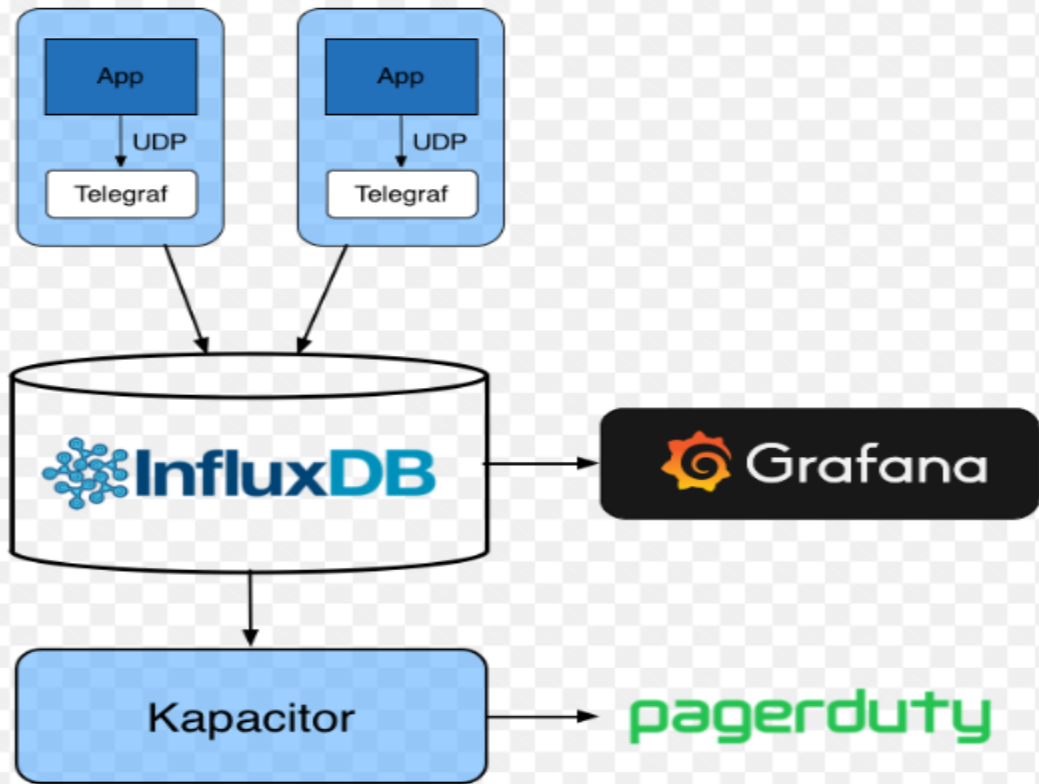 App
UDP
Telegraf
App
UDP
Telegraf
InfluxDB
Grafana
Kapacitor
pagerduty